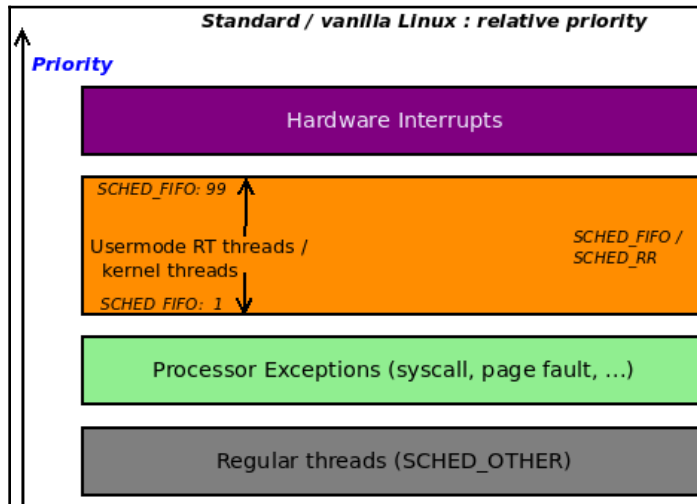 Standard / vanilla Linux : relative priority
Priority
Hardware Interrupts
SCHED_FIFO: 99
Usermode RT threads /
kernel threads
SCHED_FIFO /
SCHED_RR
SCHED_FIFO: 1
Processor Exceptions (syscall, page fault, ...)
Regular threads (SCHED_OTHER)